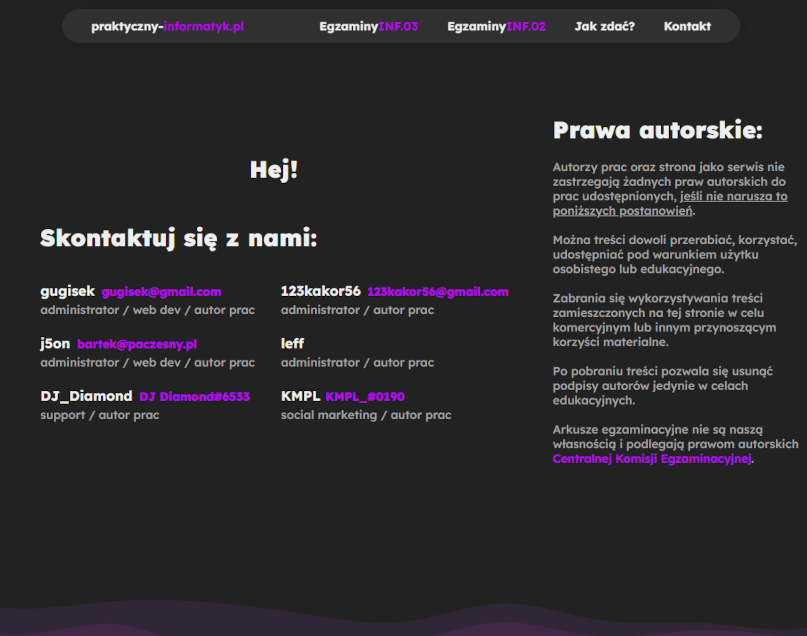 praktyczny-informatyk.pl EgzaminyINF.03 EgzaminyINF.02 Jak zdać? Kontakt
Hej!
Skontaktuj się z nami:
gugisek gugisek@gmail.com
administrator / web dev / autor prac
123kakor56 123kakor56@gmail.com
administrator / autor prac
j5on bartek@paczesny.pl
administrator / web dev / autor prac
leff
administrator / autor prac
DJ_Diamond DJ Diamond#6533
support / autor prac
KMPL KMPL_#0190
social marketing / autor prac
Prawa autorskie:
Autorzy prac oraz strona jako serwis nie
zastrzegają żadnych praw autorskich do
prac udostępnionych, jeśli nie narusza to
poniższych postanowień.
Można treści dowoli przerabiać, korzystać,
udostępniać pod warunkiem użytku
osobistego lub edukacyjnego.
Zabrania się wykorzystywania treści
zamieszczonych na tej stronie w celu
komercyjnym lub innym przynoszącym
korzyści materialne.
Po pobraniu treści pozwala się usunąć
podpisy autorów jedynie w celach
edukacyjnych.
Arkusze egzaminacyjne nie są naszą
własnością i podlegają prawom autorskich
Centralnej Komisji Egzaminacyjnej.